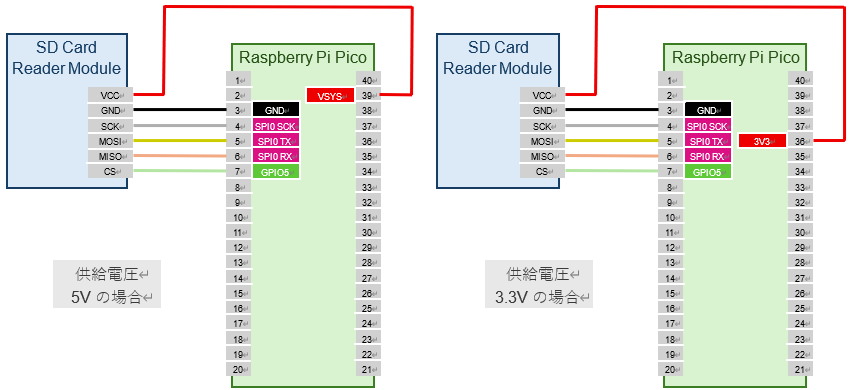 SD Card
Reader Module
VCC
GND
SCK
MOSI
MISO
CS
Raspberry Pi Pico
1
2
3
4
5
6
7
8
9
10
11
12
13
14
15
16
17
18
19
20
VSYS
GND
SPI0 SCK
SPI0 TX
SPI0 RX
GPIO5
40
39
38
37
36
35
34
33
32
31
30
29
28
27
26
25
24
23
22
21
供給電圧
5V の場合
SD Card
Reader Module
VCC
GND
SCK
MOSI
MISO
CS
Raspberry Pi Pico
1
2
3
4
5
6
7
8
9
10
11
12
13
14
15
16
17
18
19
20
GND
SPI0 SCK
SPI0 TX
SPI0 RX
GPIO5
3V3
40
39
38
37
36
35
34
33
32
31
30
29
28
27
26
25
24
23
22
21
供給電圧
3.3V の場合